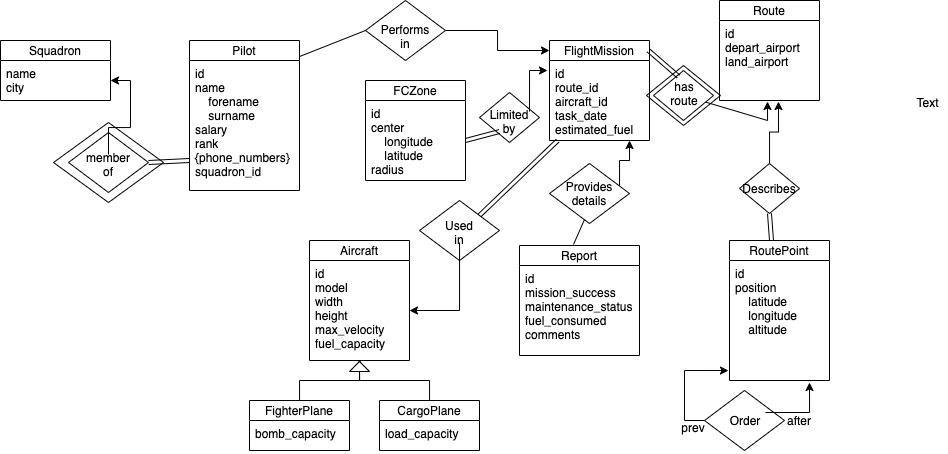 Squadron
name
city
member
of
Pilot
id
name
forename
surname
salary
rank
{phone_numbers}
squadron_id
Performs
in
FCZone
id
center
longitude
latitude
radius
Limited
by
FlightMission
id
route_id
aircraft_id
task_date
estimated_fuel
has
route
Route
id
depart_airport
land_airport
Text
Used
in
Provides
details
Describes
Aircraft
id
model
width
height
max_velocity
fuel_capacity
Report
id
mission_success
maintenance_status
fuel_consumed
comments
RoutePoint
id
position
latitude
longitude
altitude
FighterPlane
bomb_capacity
CargoPlane
load_capacity
prev
Order
after